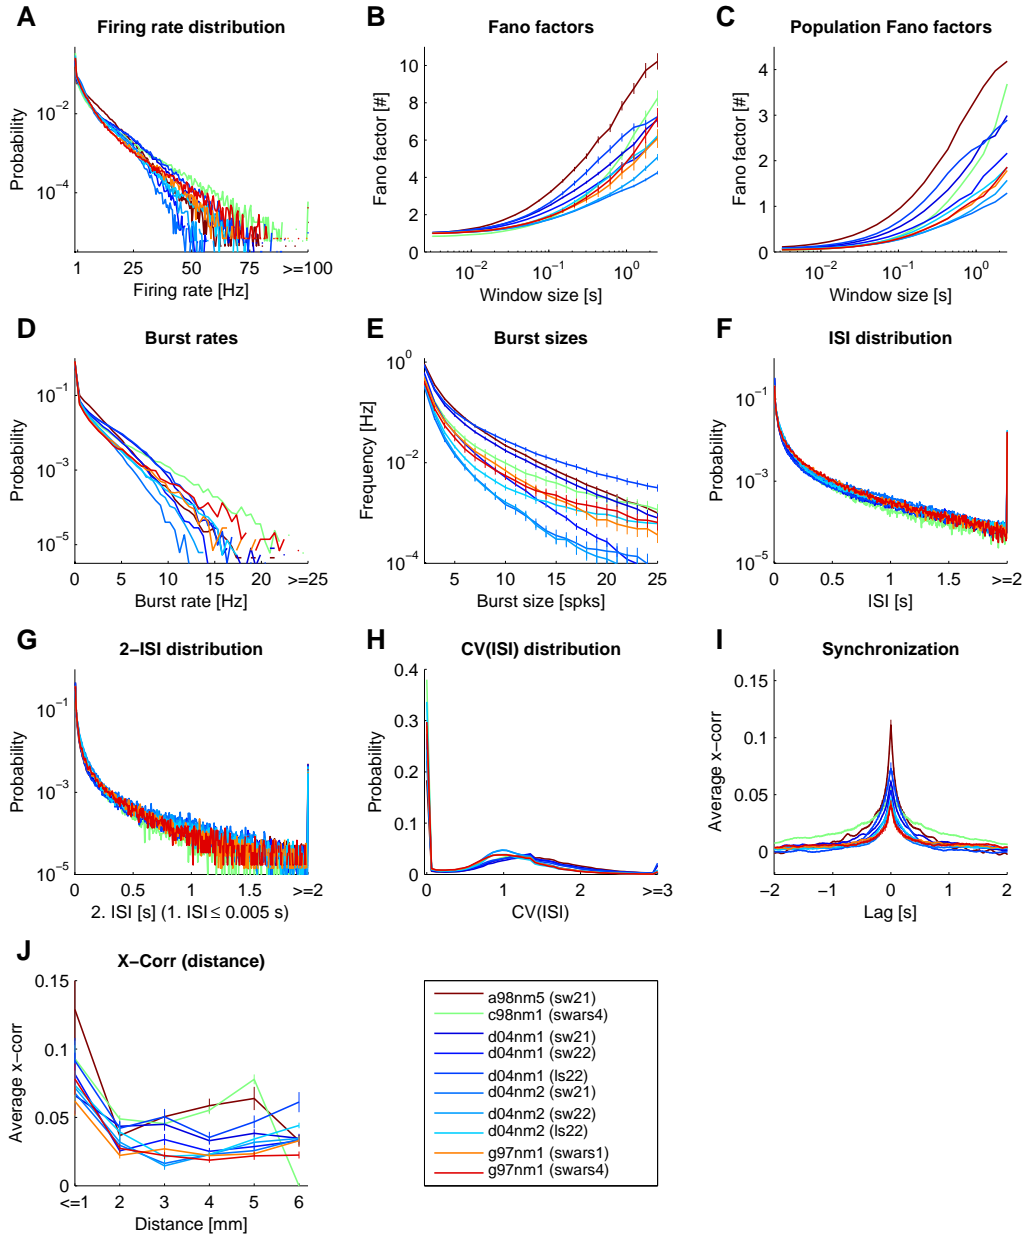 A Firing rate distribution
Probability
10−2
10−4
1 25 50 75 >=100
Firing rate [Hz]
B Fano factors
Fano factor [#]
10
8
6
4
2
0
10−2 10−1 100
Window size [s]
C Population Fano factors
Fano factor [#]
4
3
2
1
0
10−2 10−1 100
Window size [s]
D Burst rates
Probability
10−1
10−3
10−5
0 5 10 15 20 >=25
Burst rate [Hz]
E Burst sizes
Frequency [Hz]
100
10−2
10−4
5 10 15 20 25
Burst size [spks]
F ISI distribution
Probability
10−1
10−3
10−5
0 0.5 1 1.5 >=2
ISI [s]
G 2−ISI distribution
Probability
10−1
10−3
10−5
0 0.5 1 1.5 >=2
2. ISI [s] (1. ISI ≤ 0.005 s)
H CV(ISI) distribution
Probability
0.4
0.3
0.2
0.1
0
0 1 2 >=3
CV(ISI)
I Synchronization
Average x−corr
0.15
0.1
0.05
0
−2 −1 0 1 2
Lag [s]
J X−Corr (distance)
Average x−corr
0.15
0.1
0.05
0
<=1 2 3 4 5 6
Distance [mm]
a98nm5 (sw21)
c98nm1 (swars4)
d04nm1 (sw21)
d04nm1 (sw22)
d04nm1 (ls22)
d04nm2 (sw21)
d04nm2 (sw22)
d04nm2 (ls22)
g97nm1 (swars1)
g97nm1 (swars4)